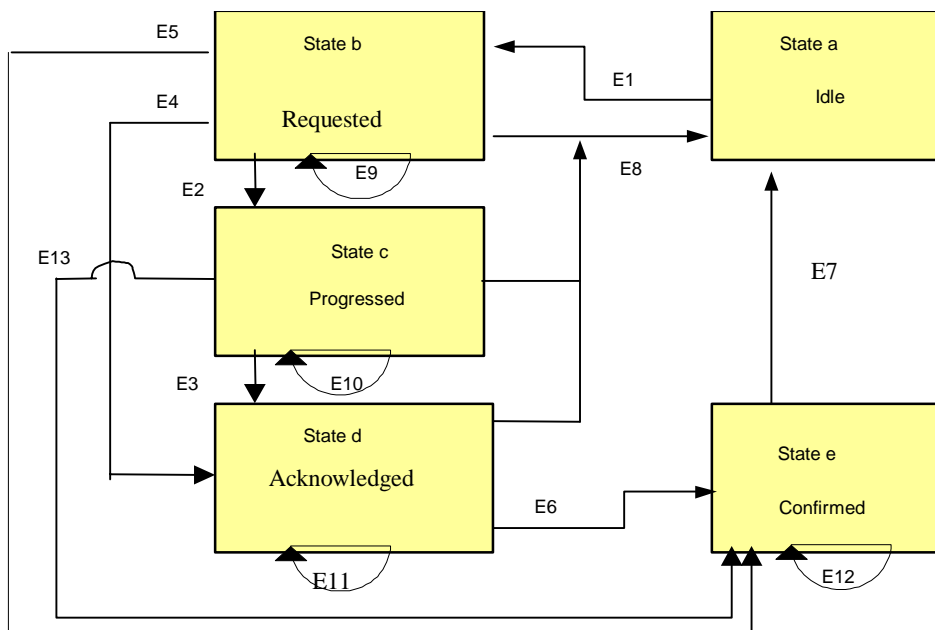 E5
State b
State a
E1
Idle
E4
Requested
E8
E9
E2
E13
State c
E7
Progressed
E3
E10
State d
State e
Acknowledged
E6
Confirmed
E11
E12